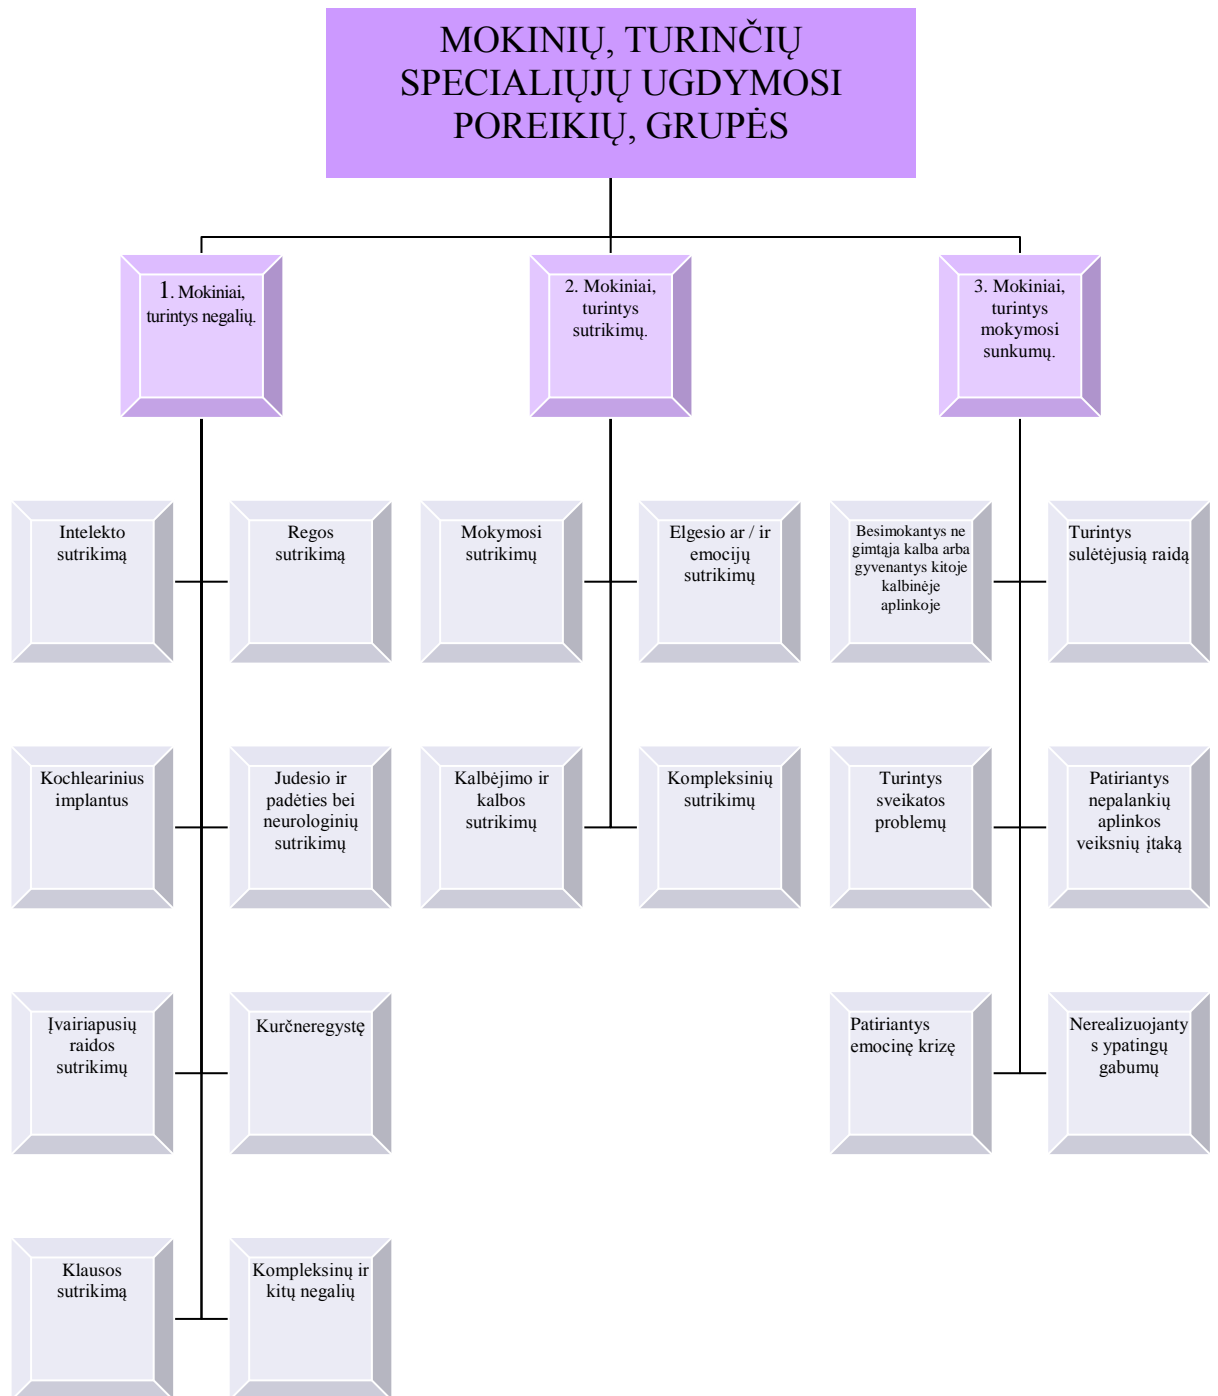 MOKINIŲ, TURINČIŲ
SPECIALIŲJŲ UGDYMOSI
POREIKIŲ, GRUPĖS
1. Mokiniai,
turintys negalių.
2. Mokiniai,
turintys
sutrikimų.
3. Mokiniai,
turintys
mokymosi
sunkumų.
Intelekto
sutrikimą
Regos
sutrikimą
Mokymosi
sutrikimų
Elgesio ar / ir
emocijų
sutrikimų
Besimokantys ne
gimtąja kalba arba
gyvenantys kitoje
kalbinėje
aplinkoje
Turintys
sulėtėjusią raidą
Kochlearinius
implantus
Judesio ir
padėties bei
neurologinių
sutrikimų
Kalbėjimo ir
kalbos
sutrikimų
Kompleksinių
sutrikimų
Turintys
sveikatos
problemų
Patiriantys
nepalankių
aplinkos
veiksnių įtaką
Įvairiapusių
raidos
sutrikimų
Kurčneregystę
Patiriantys
emocinę krizę
Nerealizuojanty
s ypatingų
gabumų
Klausos
sutrikimą
Kompleksinų ir
kitų negalių